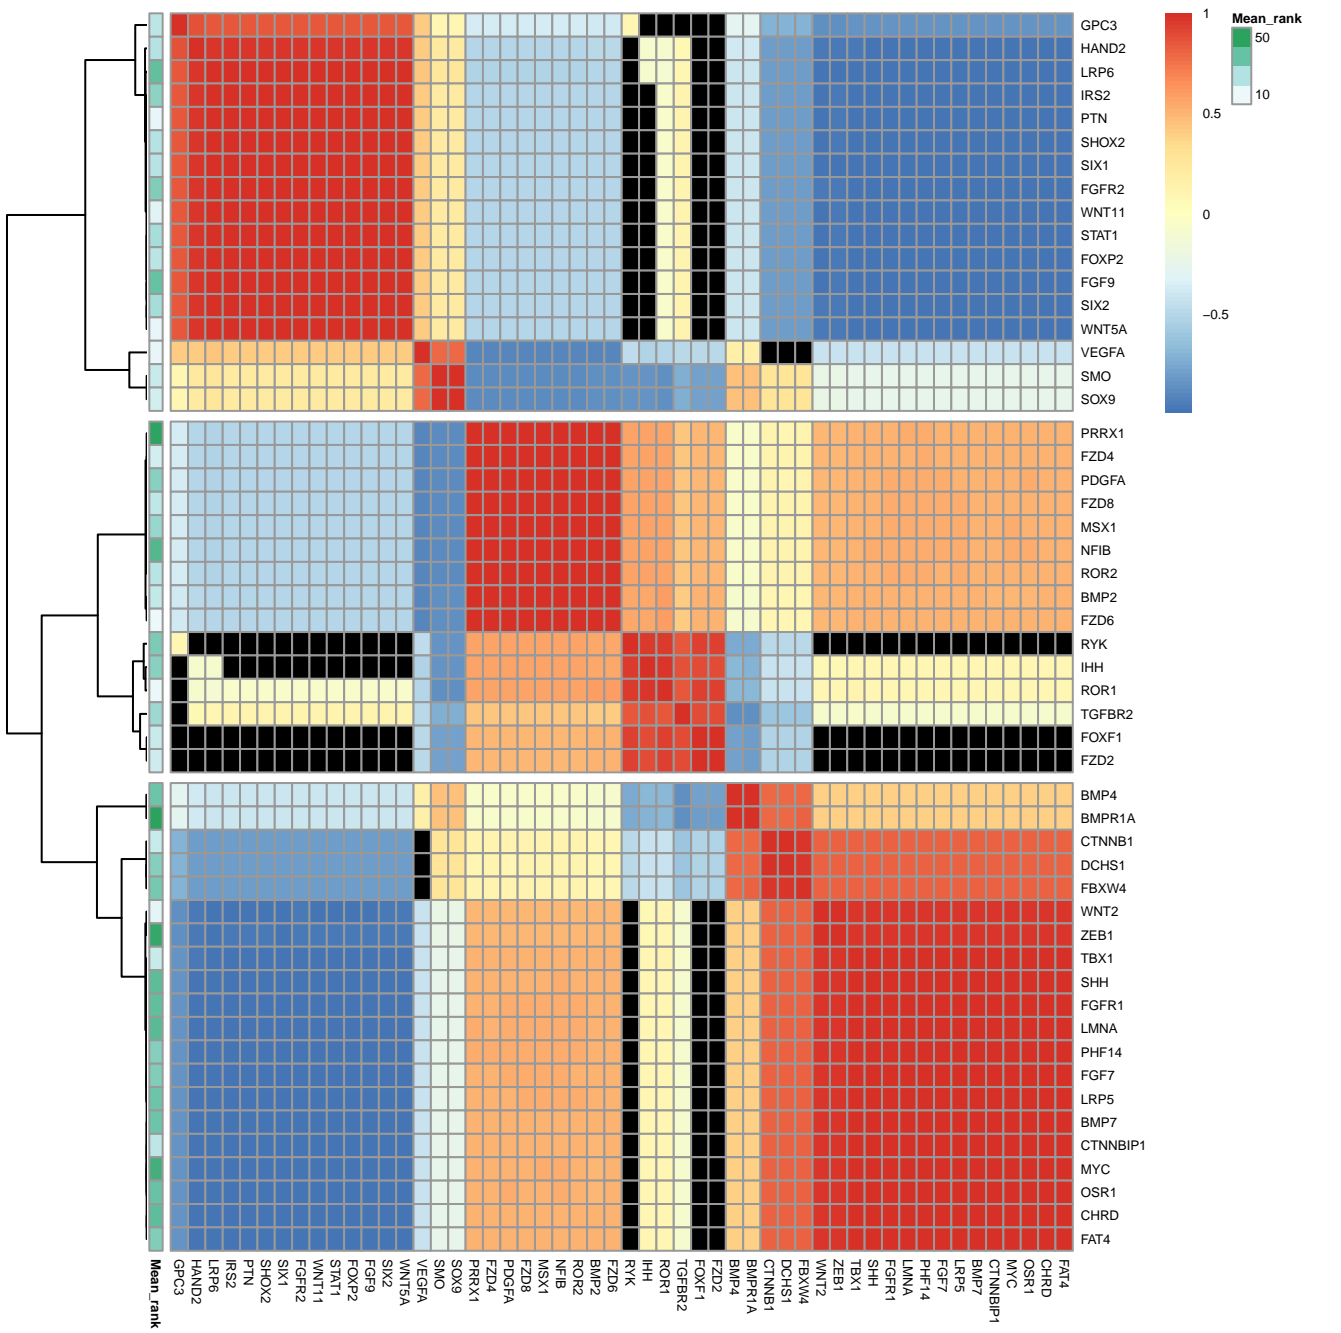 GPC3
HAND2
LRP6
IRS2
PTN
SHOX2
SIX1
FGFR2
WNT11
STAT1
FOXP2
FGF9
SIX2
WNT5A
VEGFA
SMO
SOX9
PRRX1
FZD4
PDGFA
FZD8
MSX1
NFIB
ROR2
BMP2
FZD6
RYK
IHH
ROR1
TGFBR2
FOXF1
FZD2
BMP4
BMPR1A
CTNNB1
DCHS1
FBXW4
WNT2
ZEB1
TBX1
SHH
FGFR1
LMNA
PHF14
FGF7
LRP5
BMP7
CTNNBIP1
MYC
OSR1
CHRD
FAT4
1
0.5
0
−0.5
Mean_rank
50
10
Mean_rank
GPC3
HAND2
LRP6
IRS2
PTN
SHOX2
SIX1
FGFR2
WNT11
STAT1
FOXP2
FGF9
SIX2
WNT5A
VEGFA
SMO
SOX9
PRRX1
FZD4
PDGFA
FZD8
MSX1
NFIB
ROR2
BMP2
FZD6
RYK
IHH
ROR1
TGFBR2
FOXF1
FZD2
BMP4
BMPR1A
CTNNB1
DCHS1
FBXW4
WNT2
ZEB1
TBX1
SHH
FGFR1
LMNA
PHF14
FGF7
LRP5
BMP7
CTNNBIP1
MYC
OSR1
CHRD
FAT4